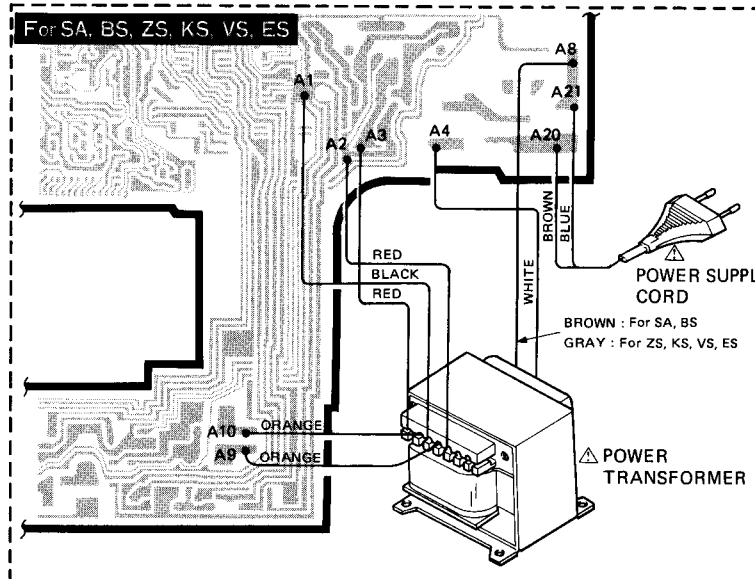 For SA, BS, ZS, KS, VS, ES
A8
A1
A21
A2
A3
A4
A20
BROWN
BLUE
RED
BLACK
RED
WHITE
POWER SUPPL
CORD
BROWN : For SA, BS
GRAY : For ZS, KS, VS, ES
A10
ORANGE
A9
ORANGE
POWER
TRANSFORMER